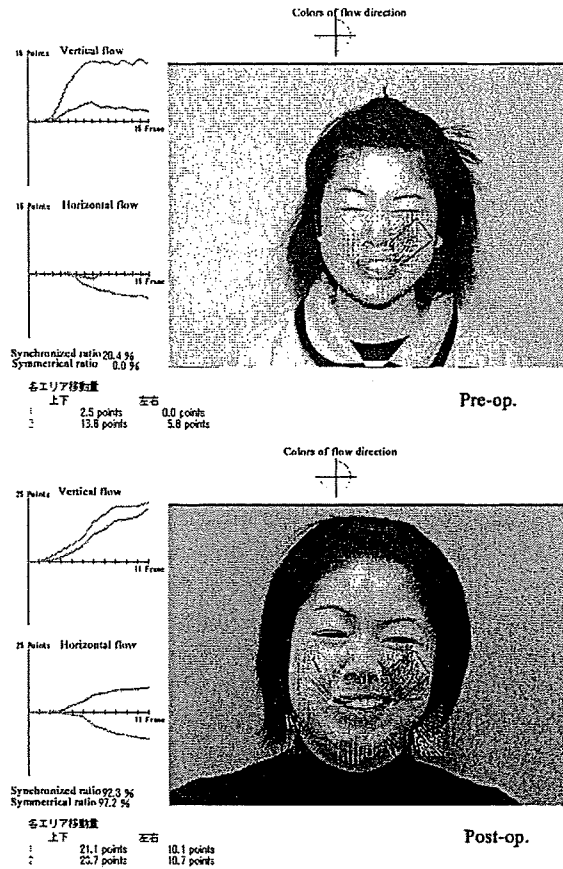 Colors of flow direction
15 Points Vertical flow
15 Frame
15 Points Horizontal flow
15 Frame
Synchronized ratio 20.4 %
Symmetrical ratio 0.0 %
各エリア移動量
上下 左右
1 2.5 points 0.0 points
2 13.8 points 5.8 points
Pre-op.
Colors of flow direction
25 Points Vertical flow
11 Frame
25 Points Horizontal flow
11 Frame
Synchronized ratio 92.3 %
Symmetrical ratio 97.2 %
各エリア移動量
上下 左右
1 21.1 points 10.1 points
2 23.7 points 10.7 points
Post-op.